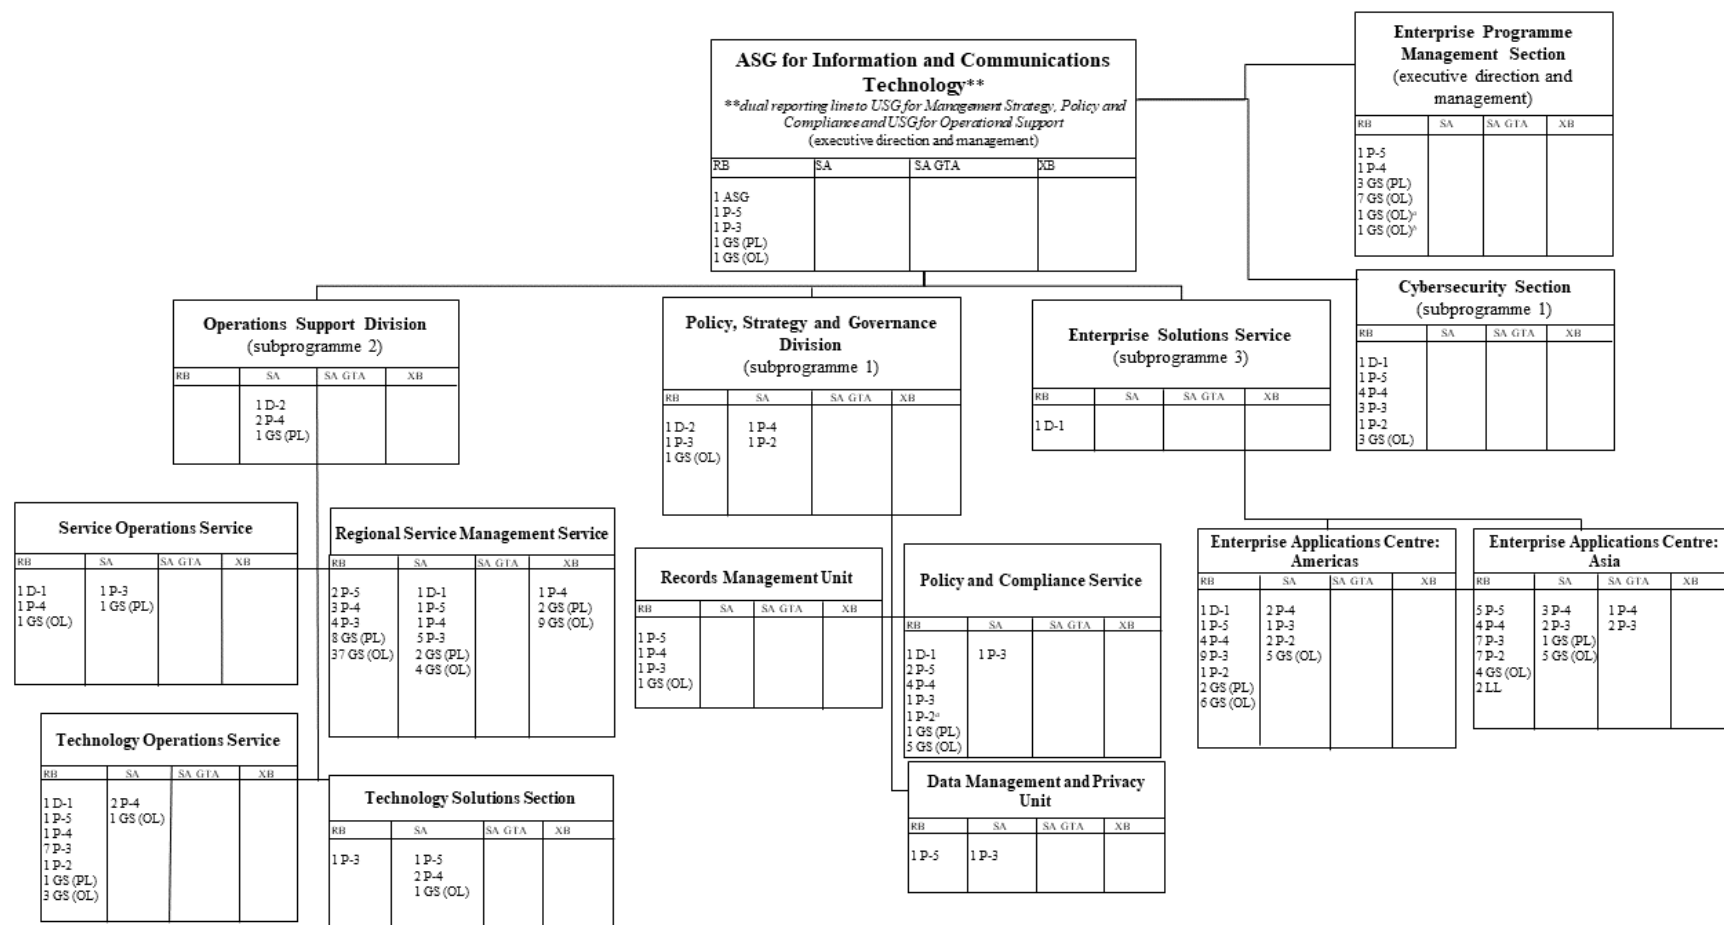 ASG for Information and Communications
Technology**
**dual reporting line to USG for Management Strategy, Policy and
Compliance and USG for Operational Support
(executive direction and management)
RB SA SA GTA XB
1 ASG
1 P-5
1 P-3
1 GS (PL)
1 GS (OL)
Enterprise Programme
Management Section
(executive direction and
management)
RB SA SA GTA XB
1 P-5
1 P-4
3 GS (PL)
7 GS (OL)
1 GS (OL)ᵃ
1 GS (OL)
Cybersecurity Section
(subprogramme 1)
RB SA SA GTA XB
1 D-1
1 P-5
4 P-4
3 P-3
1 P-2
3 GS (OL)
Operations Support Division
(subprogramme 2)
RB SA SA GTA XB
1 D-2
2 P-4
1 GS (PL)
Policy, Strategy and Governance
Division
(subprogramme 1)
RB SA SA GTA XB
1 D-2 1 P-4
1 P-3 1 P-2
1 GS (OL)
Enterprise Solutions Service
(subprogramme 3)
RB SA SA GTA XB
1 D-1
Service Operations Service
RB SA SA GTA XB
1 D-1 1 P-3
1 P-4 1 GS (PL)
1 GS (OL)
Regional Service Management Service
RB SA SA GTA XB
2 P-5 1 D-1 1 P-4
3 P-4 1 P-5 2 GS (PL)
4 P-3 1 P-4 9 GS (OL)
8 GS (PL) 5 P-3
37 GS (OL) 2 GS (PL)
4 GS (OL)
Records Management Unit
RB SA SA GTA XB
1 P-5
1 P-4
1 P-3
1 GS (OL)
Policy and Compliance Service
RB SA SA GTA XB
1 D-1 1 P-3
2 P-5
4 P-4
1 P-3
1 P-2ᵃ
1 GS (PL)
5 GS (OL)
Enterprise Applications Centre:
Americas
RB SA SA GTA XB
1 D-1 2 P-4
1 P-5 1 P-3
4 P-4 2 P-2
9 P-3 5 GS (OL)
1 P-2
2 GS (PL)
6 GS (OL)
Enterprise Applications Centre:
Asia
RB SA SA GTA XB
5 P-5 3 P-4 1 P-4
4 P-4 2 P-3 2 P-3
7 P-3 1 GS (PL)
7 P-2 5 GS (OL)
4 GS (OL)
2 LL
Technology Operations Service
RB SA SA GTA XB
1 D-1 2 P-4
1 P-5 1 GS (OL)
1 P-4
7 P-3
1 P-2
1 GS (PL)
3 GS (OL)
Technology Solutions Section
RB SA SA GTA XB
1 P-3 1 P-5
2 P-4
1 GS (OL)
Data Management and Privacy
Unit
RB SA SA GTA XB
1 P-5 1 P-3